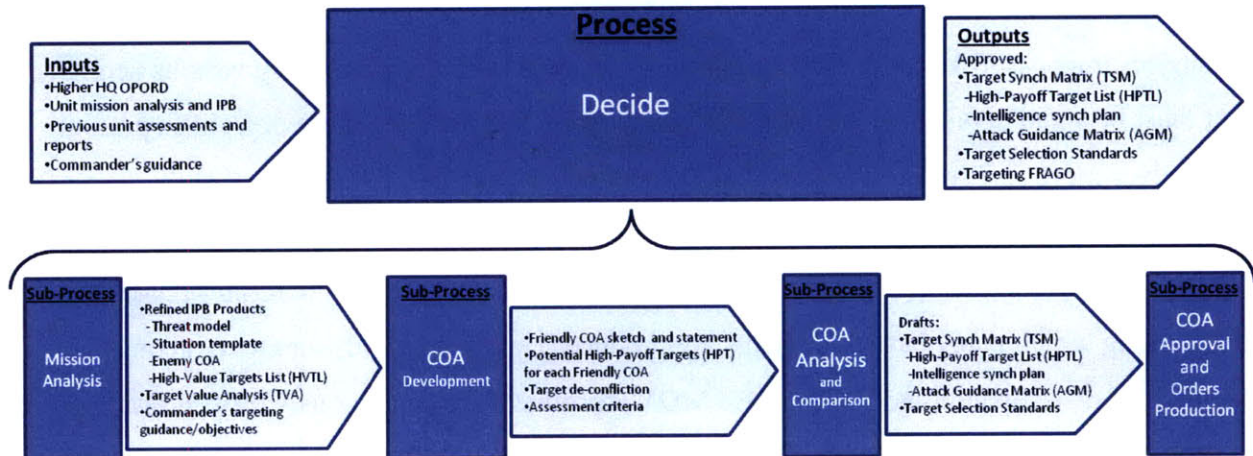 Process
Decide
Inputs
•Higher HQ OPORD
•Unit mission analysis and IPB
•Previous unit assessments and
reports
•Commander's guidance
Outputs
Approved:
•Target Synch Matrix (TSM)
-High-Payoff Target List (HPTL)
-Intelligence synch plan
-Attack Guidance Matrix (AGM)
•Target Selection Standards
•Targeting FRAGO
Sub-Process
Mission
Analysis
•Refined IPB Products
- Threat model
- Situation template
- Enemy COA
-High-Value Targets List (HVTL)
•Target Value Analysis (TVA)
•Commander's targeting
guidance/objectives
Sub-Process
COA
Development
•Friendly COA sketch and statement
•Potential High-Payoff Targets (HPT)
for each Friendly COA
•Target de-confliction
•Assessment criteria
Sub-Process
COA
Analysis
and
Comparison
Drafts:
•Target Synch Matrix (TSM)
-High-Payoff Target List (HPTL)
-Intelligence synch plan
-Attack Guidance Matrix (AGM)
•Target Selection Standards
Sub-Process
COA
Approval
and
Orders
Production